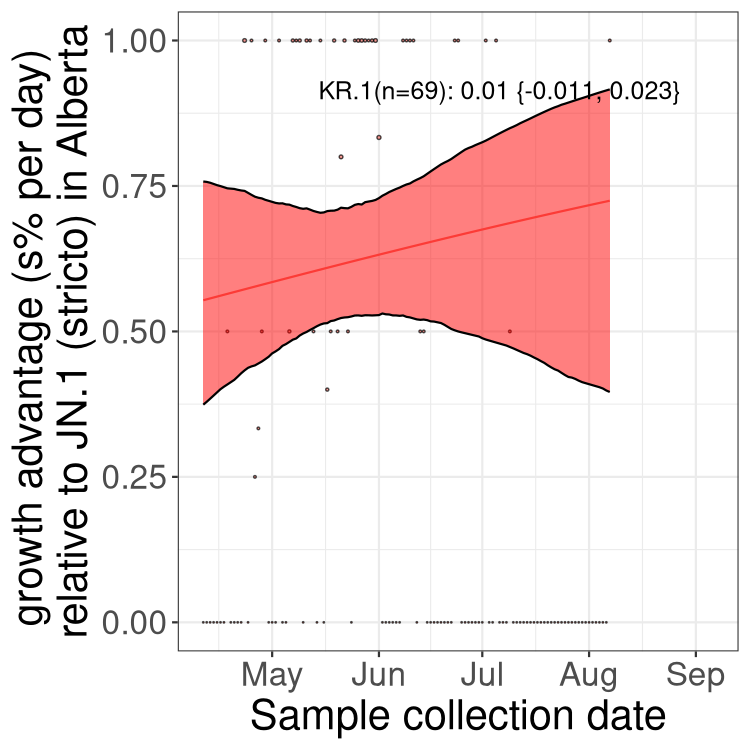 growth advantage (s% per day)
relative to JN.1 (stricto) in Alberta
1.00
0.75
0.50
0.25
0.00
KR.1(n=69): 0.01 {-0.011, 0.023}
May Jun Jul Aug Sep
Sample collection date